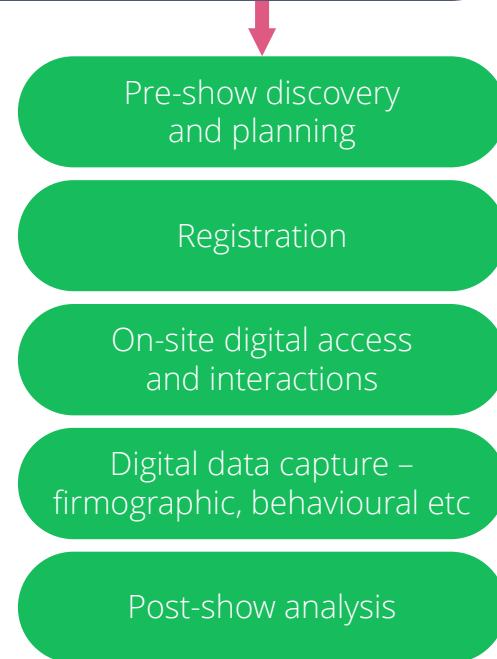 Pre-show discovery
and planning
Registration
On-site digital access
and interactions
Digital data capture –
firmographic, behavioural etc
Post-show analysis